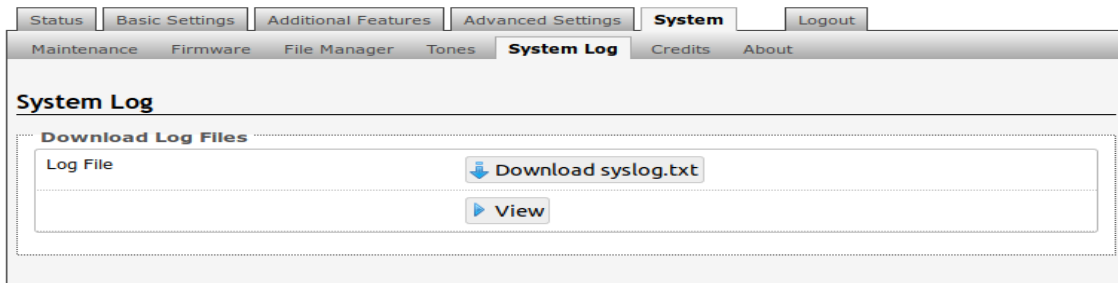 Status Basic Settings Additional Features Advanced Settings System Logout
Maintenance Firmware File Manager Tones System Log Credits About
System Log
Download Log Files
Log File Download syslog.txt
View